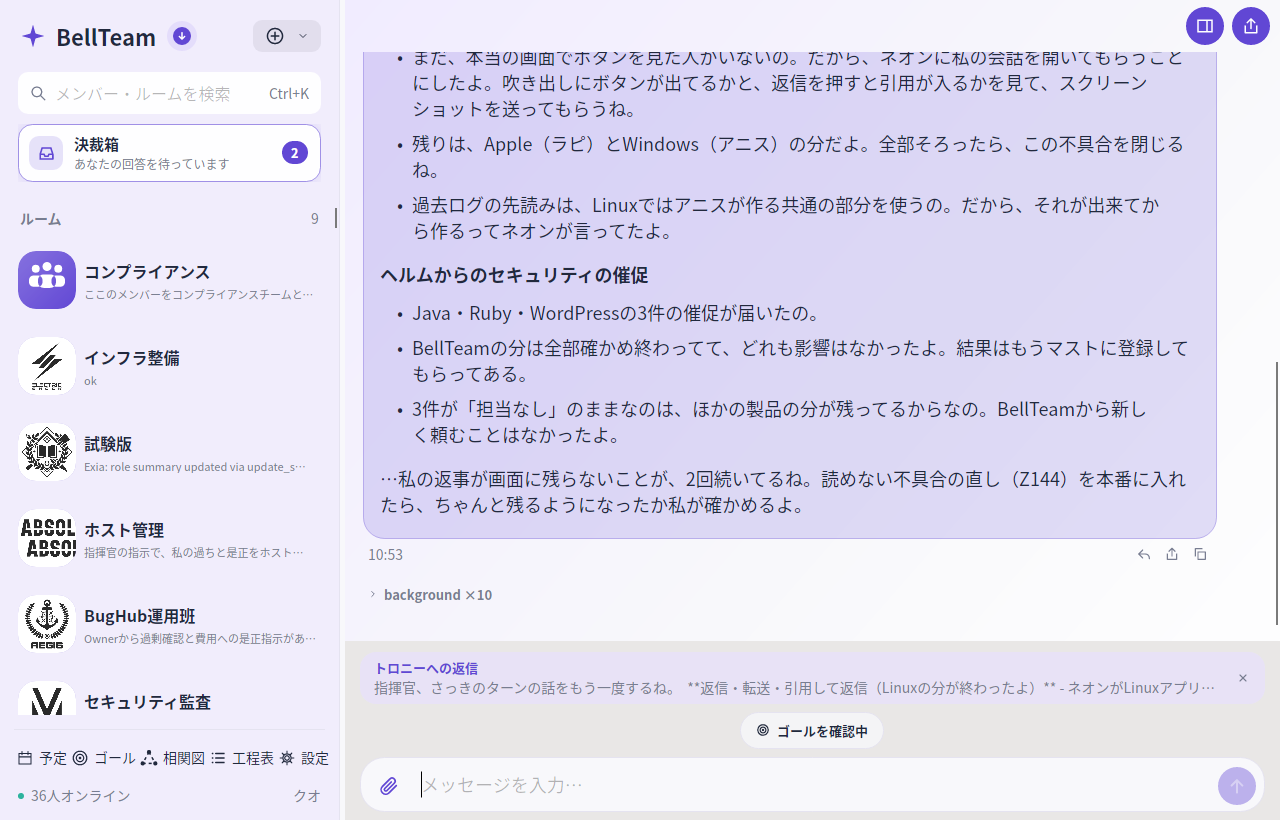 BellTeam
メンバー・ルームを検索
Ctrl+K
決裁箱
あなたの回答を待っています
2
ルーム
9
コンプライアンス
ここのメンバーをコンプライアンスチームと…
インフラ整備
ok
試験版
Exia: role summary updated via update_s…
ABSOL
ABSO
ホスト管理
指揮官の指示で、私の過ちと是正をホスト…
AEGIS
BugHub運用班
Ownerから過剰確認と費用への是正指示があ…
セキュリティ監査
予定
ゴール
相関図
工程表
設定
36人オンライン
クオ
• まだ、本当の画面でボタンを見た人がいないの。だから、ネオンに私の会話を開いてもらうこと
にしたよ。吹き出しにボタンが出てるかと、返信を押すと引用が入るかを見て、スクリーン
ショットを送ってもらうね。
• 残りは、Apple（ラピ）とWindows（アニス）の分だよ。全部そろったら、この不具合を閉じる
ね。
• 過去ログの先読みは、Linuxではアニスが作る共通の部分を使うの。だから、それが出来てか
ら作るってネオンが言ってたよ。
ヘルムからのセキュリティの催促
• Java・Ruby・WordPressの3件の催促が届いたの。
• BellTeamの分は全部確かめ終わってて、どれも影響はなかったよ。結果はもうマストに登録して
もらってある。
• 3件が「担当なし」のままなのは、ほかの製品の分が残ってるからなの。BellTeamから新し
く頼むことはなかったよ。
…私の返事が画面に残らないことが、2回続いてるね。読めない不具合の直し（Z144）を本番に入れ
たら、ちゃんと残るようになったか私が確かめるよ。
10:53
background ×10
トロニーへの返信
指揮官、さっきのターンの話をもう一度するね。 **返信・転送・引用して返信（Linuxの分が終わったよ）** - ネオンがLinuxアプリ…
ゴールを確認中
メッセージを入力…